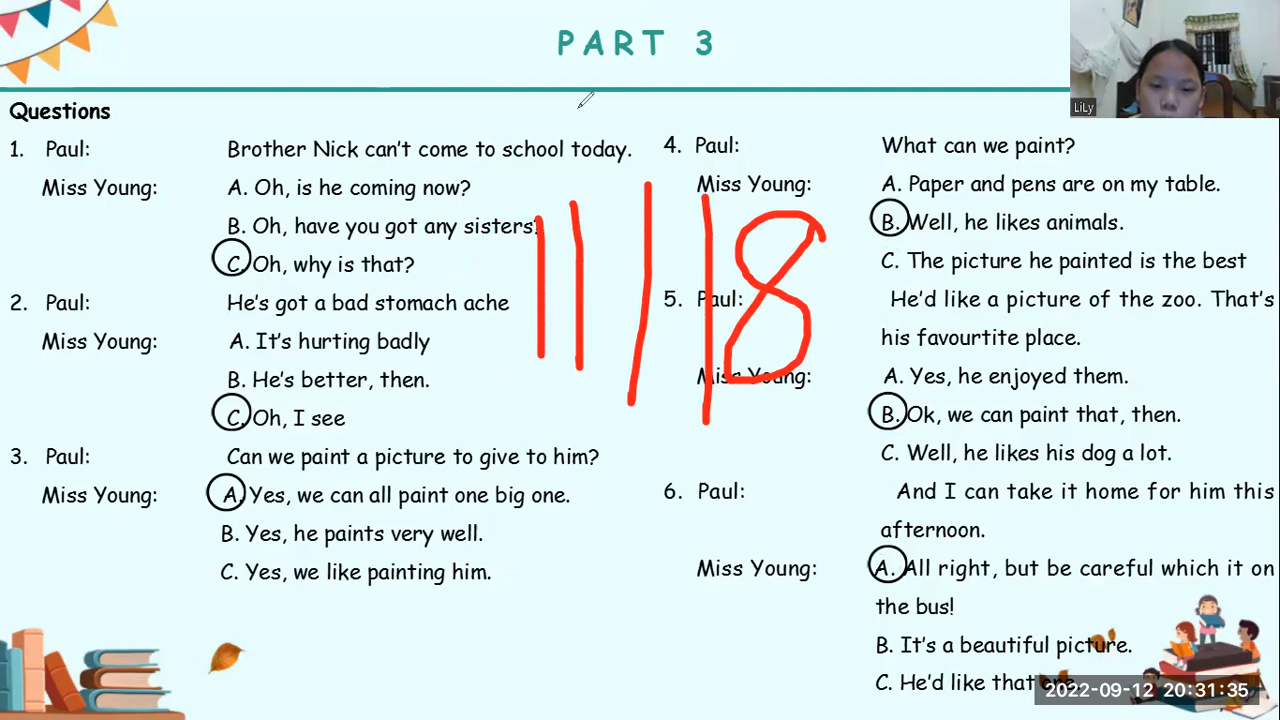 PART 3
LiLy
Questions
1. Paul: Brother Nick can't come to school today.
Miss Young: A. Oh, is he coming now?
B. Oh, have you got any sisters?
C. Oh, why is that?
2. Paul: He's got a bad stomach ache
Miss Young: A. It's hurting badly
B. He's better, then.
C. Oh, I see
3. Paul: Can we paint a picture to give to him?
Miss Young: A. Yes, we can all paint one big one.
B. Yes, he paints very well.
C. Yes, we like painting him.
4. Paul: What can we paint?
Miss Young: A. Paper and pens are on my table.
B. Well, he likes animals.
C. The picture he painted is the best
5. Paul: He'd like a picture of the zoo. That's
his favourtite place.
Miss Young: A. Yes, he enjoyed them.
B. Ok, we can paint that, then.
C. Well, he likes his dog a lot.
6. Paul: And I can take it home for him this
afternoon.
Miss Young: A. All right, but be careful which it on
the bus!
B. It's a beautiful picture.
C. He'd like that
11/18
2022-09-12 20:31:35